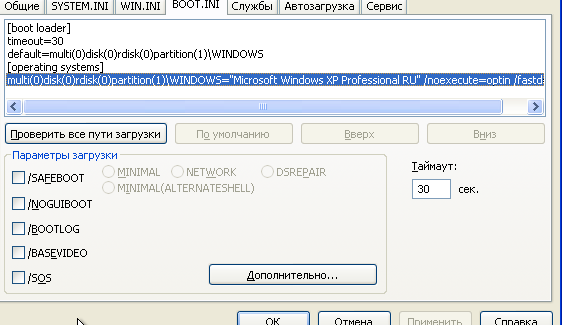 Общие SYSTEM.INI WIN.INI BOOT.INI Службы Автозагрузка Сервис
[boot loader]
timeout=30
default=multi(0)disk(0)rdisk(0)partition(1)\WINDOWS
[operating systems]
multi(0)disk(0)rdisk(0)partition(1)\WINDOWS="Microsoft Windows XP Professional RU" /noexecute=optin /fastd
Проверить все пути загрузки По умолчанию Вверх Вниз
Параметры загрузки
/SAFEBOOT MINIMAL NETWORK DSREPAIR
MINIMAL(ALTERNATESHELL)
/NOGUIBOOT
/BOOTLOG
/BASEVIDEO
/SOS
Дополнительно...
Таймаут:
30 сек.
ОК Отмена Применить Справка